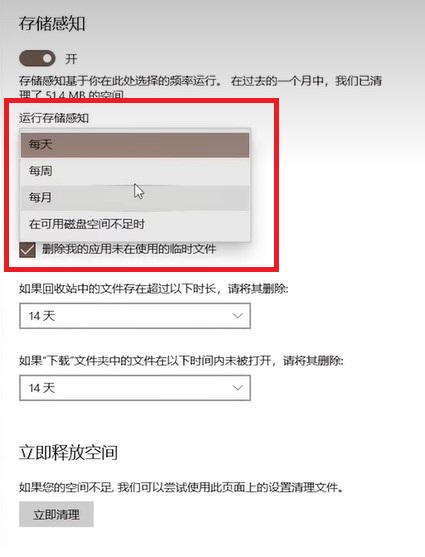 存储感知
开
存储感知基于你在此处选择的频率运行。 在过去的一个月中，我们已清
理了 51.4 MB 的空间
运行存储感知
每天
每周
每月
在可用磁盘空间不足时
删除我的应用未在使用的临时文件
如果回收站中的文件存在超过以下时长，请将其删除:
14 天
如果“下载”文件夹中的文件在以下时间内未被打开，请将其删除:
14 天
立即释放空间
如果您的空间不足, 我们可以尝试使用此页面上的设置清理文件。
立即清理